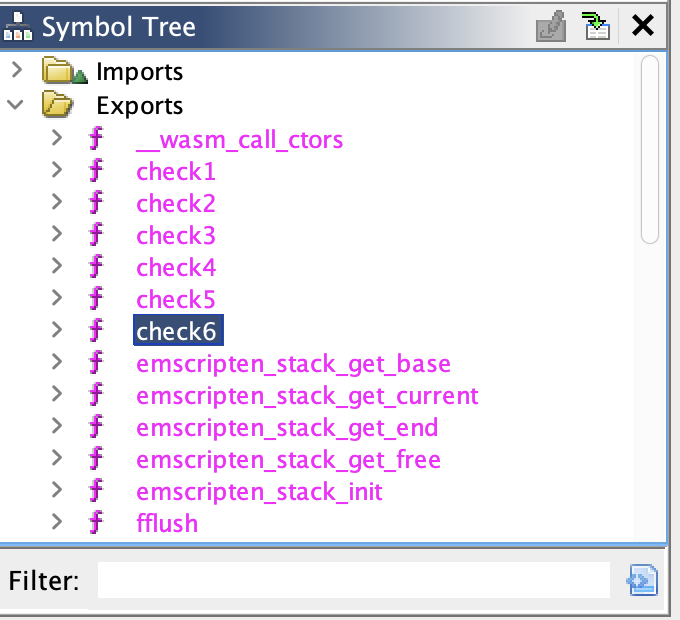 Symbol Tree
Imports
Exports
f __wasm_call_ctors
f check1
f check2
f check3
f check4
f check5
f check6
f emscripten_stack_get_base
f emscripten_stack_get_current
f emscripten_stack_get_end
f emscripten_stack_get_free
f emscripten_stack_init
f fflush
Filter: